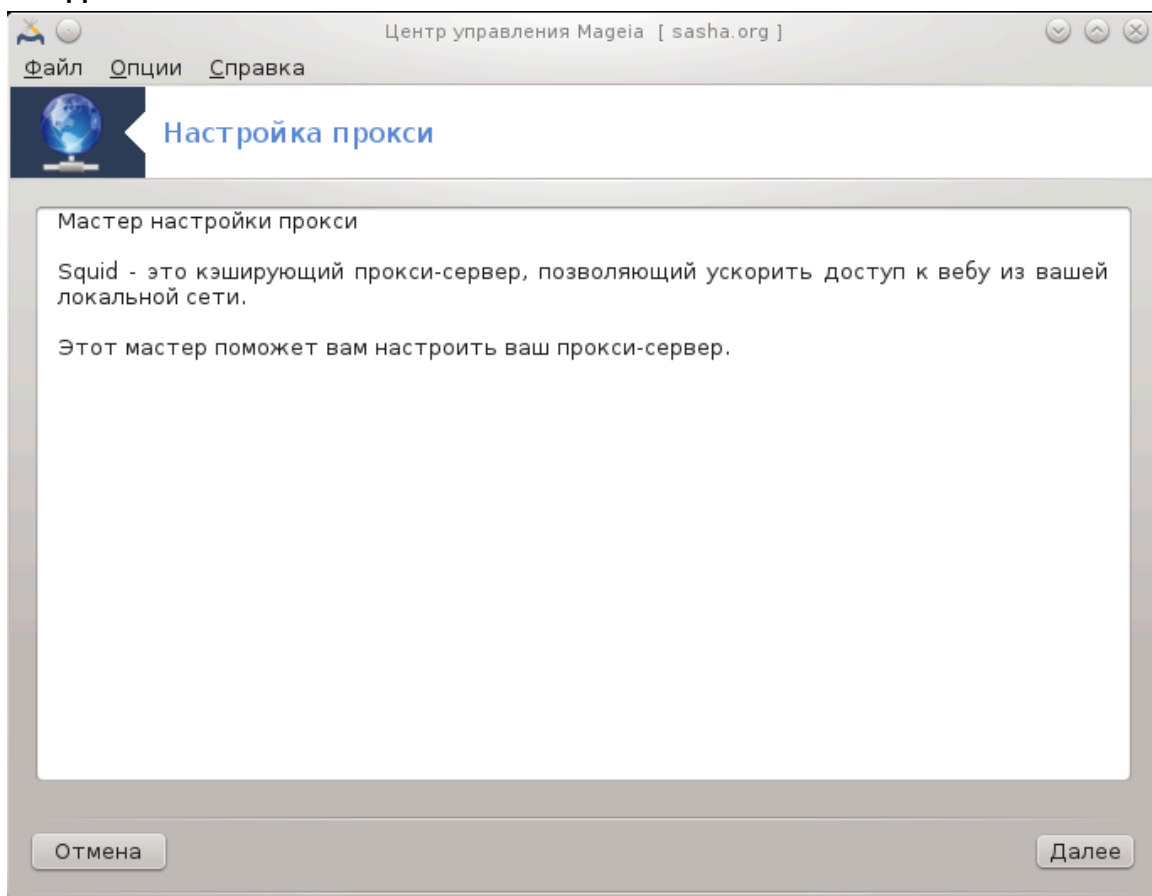 Центр управления Mageia [ sasha.org ]
Файл Опции Справка
Настройка прокси
Мастер настройки прокси
Squid - это кэширующий прокси-сервер, позволяющий ускорить доступ к вебу из вашей
локальной сети.
Этот мастер поможет вам настроить ваш прокси-сервер.
Отмена
Далее